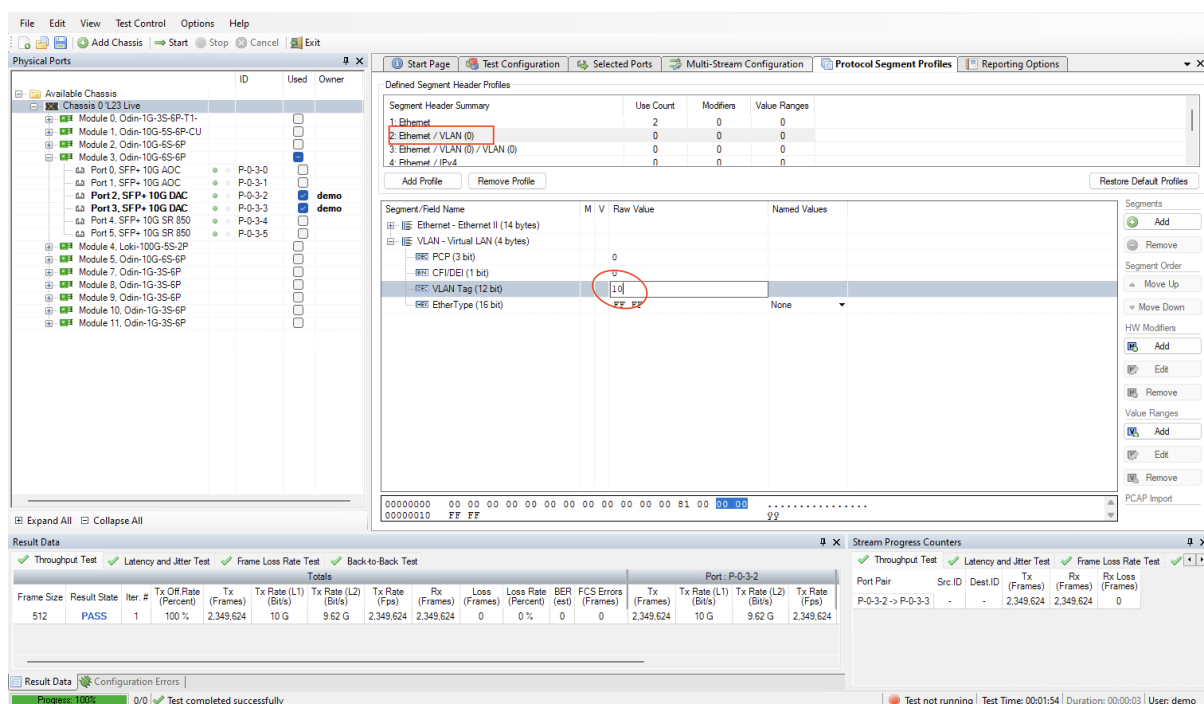 File Edit View Test Control Options Help
Add Chassis Start Stop Cancel Exit
Physical Ports
ID Used Owner
Available Chassis
Chassis 0 'L23 Live
Module 0, Odin-1G-3S-6P-T1-
Module 1, Odin-10G-5S-6P-CU
Module 2, Odin-10G-6S-6P
Module 3, Odin-10G-6S-6P
Port 0, SFP+ 10G AOC P-0-3-0
Port 1, SFP+ 10G AOC P-0-3-1
Port 2, SFP+ 10G DAC P-0-3-2 demo
Port 3, SFP+ 10G DAC P-0-3-3 demo
Port 4, SFP+ 10G SR 850 P-0-3-4
Port 5, SFP+ 10G SR 850 P-0-3-5
Module 4, Loki-100G-5S-2P
Module 5, Odin-10G-6S-6P
Module 7, Odin-1G-3S-6P
Module 8, Odin-1G-3S-6P
Module 9, Odin-1G-3S-6P
Module 10, Odin-1G-3S-6P
Module 11, Odin-1G-3S-6P
Expand All Collapse All
Start Page Test Configuration Selected Ports Multi-Stream Configuration Protocol Segment Profiles Reporting Options
Defined Segment Header Profiles
Segment Header Summary Use Count Modifiers Value Ranges
1: Ethernet 2 0 0
2: Ethernet / VLAN (0) 0 0 0
3: Ethernet / VLAN (0) / VLAN (0) 0 0 0
4: Ethernet / IPv4 0 0 0
Add Profile Remove Profile Restore Default Profiles
Segment/Field Name M V Raw Value Named Values
Ethernet - Ethernet II (14 bytes)
VLAN - Virtual LAN (4 bytes)
DEC PCP (3 bit) 0
BIN CFI/DEI (1 bit) 0
DEC VLAN Tag (12 bit) 10
HEX EtherType (16 bit) FF FF None
Segments
Add
Remove
Segment Order
Move Up
Move Down
HW Modifiers
Add
Edit
Remove
Value Ranges
Add
Edit
Remove
PCAP Import
00000000 00 00 00 00 00 00 00 00 00 00 00 00 81 00 00 00 ................
00000010 FF FF ÿÿ
Result Data
Throughput Test Latency and Jitter Test Frame Loss Rate Test Back-to-Back Test
Totals Port : P-0-3-2
Frame Size Result State Iter. # Tx Off.Rate (Percent) Tx (Frames) Tx Rate (L1) (Bit/s) Tx Rate (L2) (Bit/s) Tx Rate (Fps) Rx (Frames) Loss (Frames) Loss Rate (Percent) BER (est) FCS Errors (Frames) Tx (Frames) Tx Rate (L1) (Bit/s) Tx Rate (L2) (Bit/s) Tx Rate (Fps)
512 PASS 1 100 % 2,349,624 10 G 9.62 G 2,349,624 2,349,624 0 0 % 0 0 2,349,624 10 G 9.62 G 2,349,624
Result Data Configuration Errors
Stream Progress Counters
Throughput Test Latency and Jitter Test Frame Loss Rate Test
Port Pair Src.ID Dest.ID Tx (Frames) Rx (Frames) Rx Loss (Frames)
P-0-3-2 -> P-0-3-3 - - 2,349,624 2,349,624 0
Progress: 100% 0/0 Test completed successfully Test not running Test Time: 00:01:54 Duration: 00:00:03 User: demo